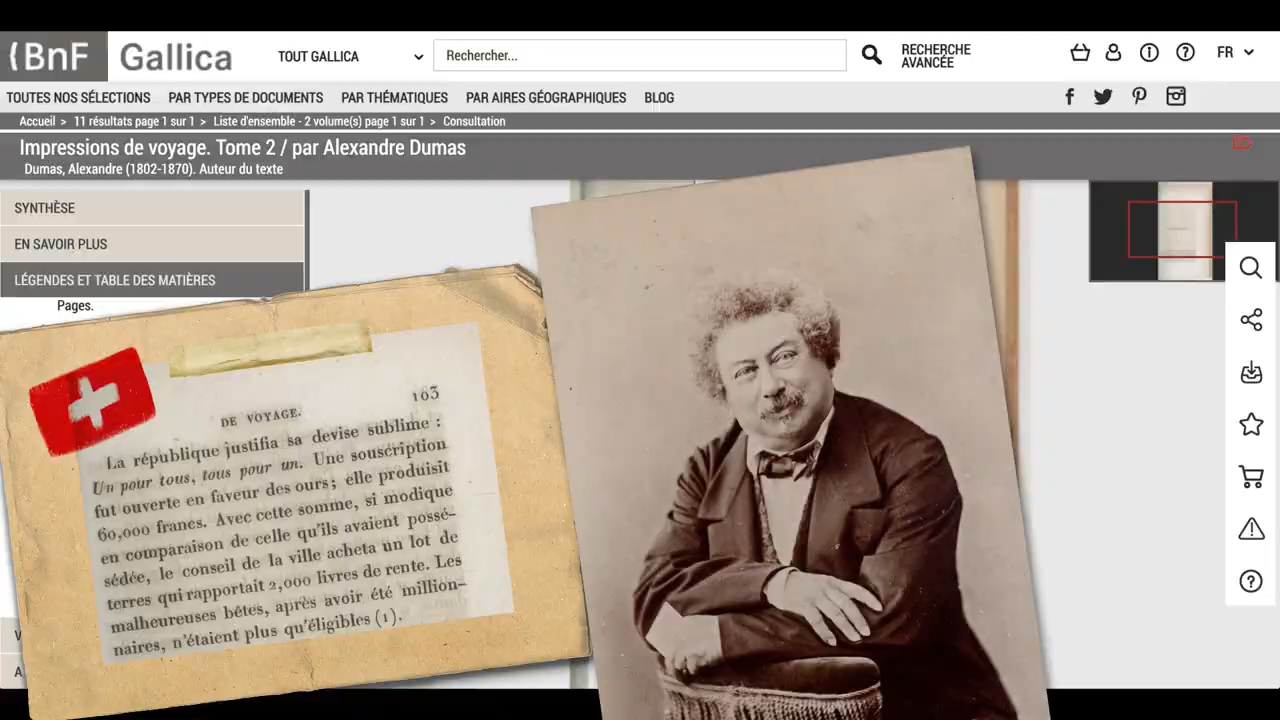 BnF
Gallica
TOUT GALLICA
Rechercher...
RECHERCHE
AVANCÉE
FR
TOUTES NOS SÉLECTIONS
PAR TYPES DE DOCUMENTS
PAR THÉMATIQUES
PAR AIRES GÉOGRAPHIQUES
BLOG
Accueil > 11 résultats page 1 sur 1 > Liste d'ensemble - 2 volume(s) page 1 sur 1 > Consultation
Impressions de voyage. Tome 2 / par Alexandre Dumas
Dumas, Alexandre (1802-1870). Auteur du texte
SYNTHÈSE
EN SAVOIR PLUS
LÉGENDES ET TABLE DES MATIÈRES
Pages.
DE VOYAGE. 103
La république justifia sa devise sublime :
Un pour tous, tous pour un. Une souscription
fut ouverte en faveur des ours ; elle produisit
60,000 francs. Avec cette somme, si modique
en comparaison de celle qu'ils avaient possé-
sédée, le conseil de la ville acheta un lot de
terres qui rapportait 2,000 livres de rente. Les
malheureuses bêtes, après avoir été million-
naires, n'étaient plus qu'éligibles (1).